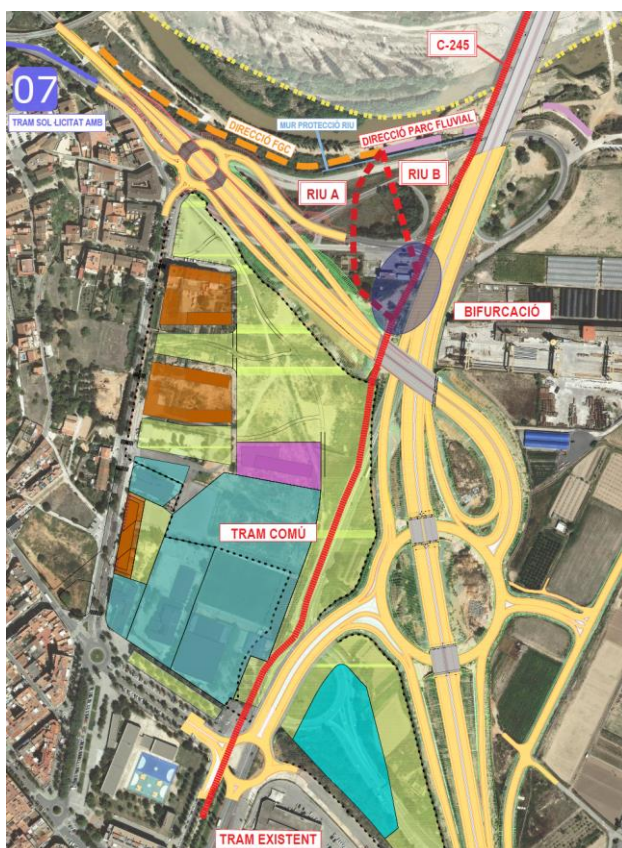 C-245
07
TRAM SOL·LICITAT AMB
DIRECCIÓ FGC
MUR PROTECCIÓ RIU
DIRECCIÓ PARC FLUVIAL
RIU A
RIU B
BIFURCACIÓ
TRAM COMÚ
TRAM EXISTENT